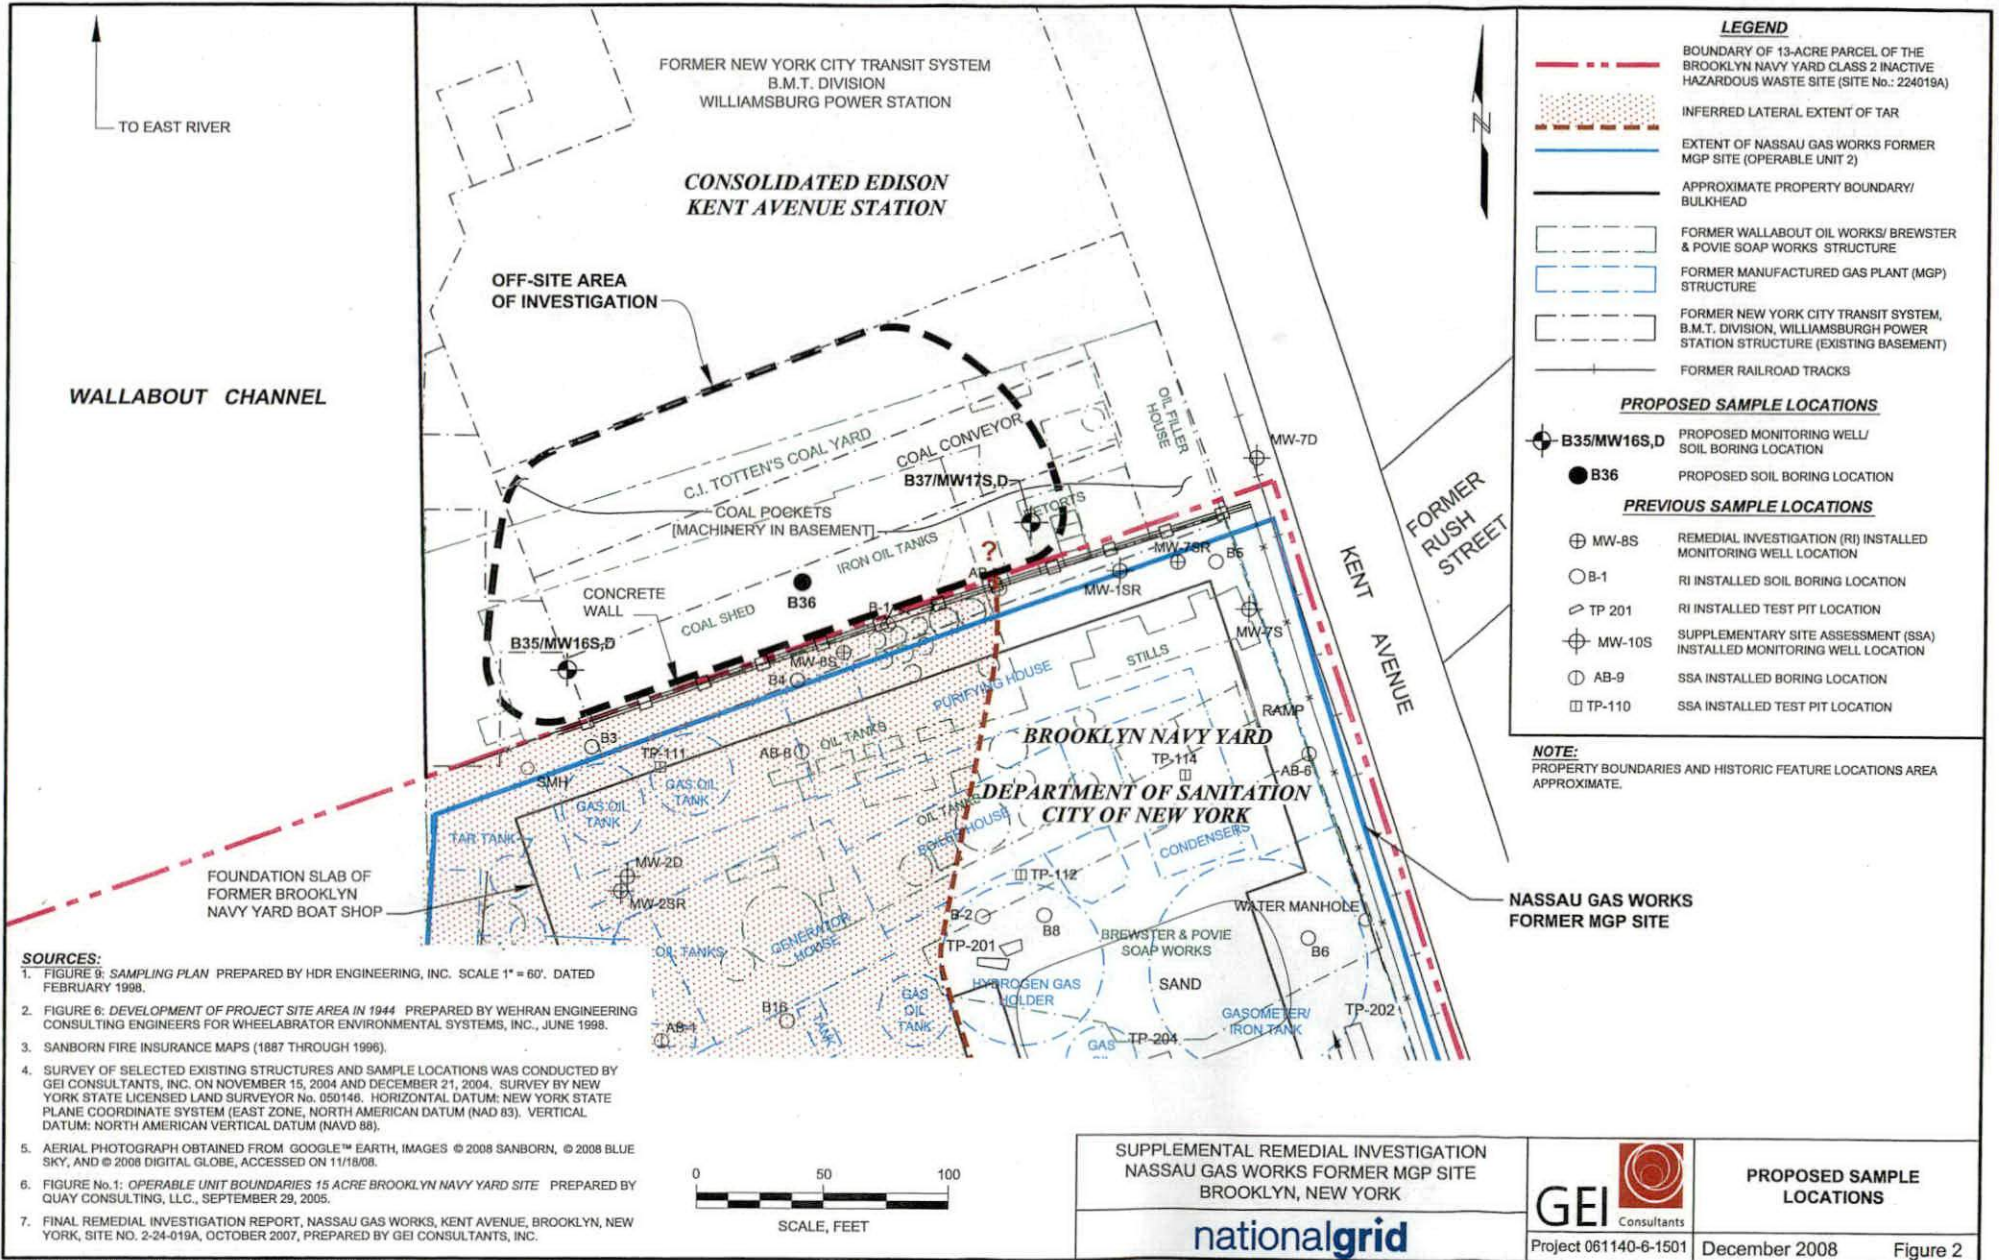 TO EAST RIVER
WALLABOUT CHANNEL
FORMER NEW YORK CITY TRANSIT SYSTEM
B.M.T. DIVISION
WILLIAMSBURG POWER STATION
CONSOLIDATED EDISON
KENT AVENUE STATION
OFF-SITE AREA
OF INVESTIGATION
C.I. TOTTEN'S COAL YARD
COAL CONVEYOR
OIL FILLER
HOUSE
MW-7D
B37/MW17S,D
COAL POCKETS
[MACHINERY IN BASEMENT]
IRON OIL TANKS
CONCRETE
WALL
B36
COAL SHED
B35/MW16S,D
?
B-1
MW-8S
B4
MW-7SR
B5
MW-1SR
MW-7S
FORMER
RUSH
STREET
KENT
AVENUE
STILLS
PURIFYING HOUSE
RAMP
BROOKLYN NAVY YARD
DEPARTMENT OF SANITATION
CITY OF NEW YORK
TP-114
AB-6
B3
SMH
TP-111
AB-8
OIL TANKS
GAS OIL
TANK
GAS OIL
TANK
TAR TANK
OIL TANKS
CONDENSERS
TP-112
MW-2D
MW-2SR
FOUNDATION SLAB OF
FORMER BROOKLYN
NAVY YARD BOAT SHOP
OIL TANKS
GENERATOR
HOUSE
B-2
B8
TP-201
BREWSTER & POVIE
SOAP WORKS
WATER MANHOLE
B6
SAND
HYDROGEN GAS
HOLDER
GAS
OIL
TANK
GASOMETER/
IRON TANK
TP-202
TP-204
GAS
B16
TANK
AB-1
NASSAU GAS WORKS
FORMER MGP SITE
N
LEGEND
BOUNDARY OF 13-ACRE PARCEL OF THE
BROOKLYN NAVY YARD CLASS 2 INACTIVE
HAZARDOUS WASTE SITE (SITE No.: 224019A)
INFERRED LATERAL EXTENT OF TAR
EXTENT OF NASSAU GAS WORKS FORMER
MGP SITE (OPERABLE UNIT 2)
APPROXIMATE PROPERTY BOUNDARY/
BULKHEAD
FORMER WALLABOUT OIL WORKS/ BREWSTER
& POVIE SOAP WORKS STRUCTURE
FORMER MANUFACTURED GAS PLANT (MGP)
STRUCTURE
FORMER NEW YORK CITY TRANSIT SYSTEM,
B.M.T. DIVISION, WILLIAMSBURGH POWER
STATION STRUCTURE (EXISTING BASEMENT)
FORMER RAILROAD TRACKS
PROPOSED SAMPLE LOCATIONS
B35/MW16S,D PROPOSED MONITORING WELL/
SOIL BORING LOCATION
B36 PROPOSED SOIL BORING LOCATION
PREVIOUS SAMPLE LOCATIONS
MW-8S REMEDIAL INVESTIGATION (RI) INSTALLED
MONITORING WELL LOCATION
B-1 RI INSTALLED SOIL BORING LOCATION
TP 201 RI INSTALLED TEST PIT LOCATION
MW-10S SUPPLEMENTARY SITE ASSESSMENT (SSA)
INSTALLED MONITORING WELL LOCATION
AB-9 SSA INSTALLED BORING LOCATION
TP-110 SSA INSTALLED TEST PIT LOCATION
NOTE:
PROPERTY BOUNDARIES AND HISTORIC FEATURE LOCATIONS AREA
APPROXIMATE.
SOURCES:
1. FIGURE 9: SAMPLING PLAN PREPARED BY HDR ENGINEERING, INC. SCALE 1" = 60'. DATED
FEBRUARY 1998.
2. FIGURE 6: DEVELOPMENT OF PROJECT SITE AREA IN 1944 PREPARED BY WEHRAN ENGINEERING
CONSULTING ENGINEERS FOR WHEELABRATOR ENVIRONMENTAL SYSTEMS, INC., JUNE 1998.
3. SANBORN FIRE INSURANCE MAPS (1887 THROUGH 1996).
4. SURVEY OF SELECTED EXISTING STRUCTURES AND SAMPLE LOCATIONS WAS CONDUCTED BY
GEI CONSULTANTS, INC. ON NOVEMBER 15, 2004 AND DECEMBER 21, 2004. SURVEY BY NEW
YORK STATE LICENSED LAND SURVEYOR No. 050146. HORIZONTAL DATUM: NEW YORK STATE
PLANE COORDINATE SYSTEM (EAST ZONE, NORTH AMERICAN DATUM (NAD 83). VERTICAL
DATUM: NORTH AMERICAN VERTICAL DATUM (NAVD 88).
5. AERIAL PHOTOGRAPH OBTAINED FROM GOOGLE™ EARTH, IMAGES © 2008 SANBORN, © 2008 BLUE
SKY, AND © 2008 DIGITAL GLOBE, ACCESSED ON 11/18/08.
6. FIGURE No.1: OPERABLE UNIT BOUNDARIES 15 ACRE BROOKLYN NAVY YARD SITE PREPARED BY
QUAY CONSULTING, LLC., SEPTEMBER 29, 2005.
7. FINAL REMEDIAL INVESTIGATION REPORT, NASSAU GAS WORKS, KENT AVENUE, BROOKLYN, NEW
YORK, SITE NO. 2-24-019A, OCTOBER 2007, PREPARED BY GEI CONSULTANTS, INC.
0 50 100
SCALE, FEET
SUPPLEMENTAL REMEDIAL INVESTIGATION
NASSAU GAS WORKS FORMER MGP SITE
BROOKLYN, NEW YORK
nationalgrid
GEI Consultants
Project 061140-6-1501
PROPOSED SAMPLE
LOCATIONS
December 2008 Figure 2